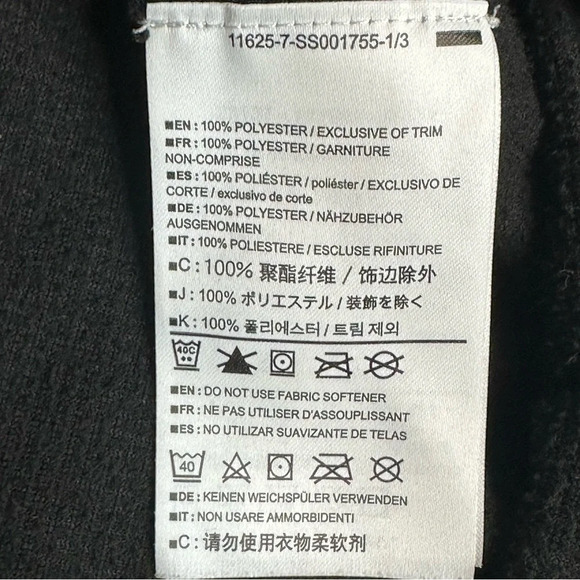 11625-7-SS001755-1/3
■EN : 100% POLYESTER / EXCLUSIVE OF TRIM
■FR : 100% POLYESTER / GARNITURE
NON-COMPRISE
■ES : 100% POLIÉSTER / poliéster / EXCLUSIVO DE
CORTE / exclusivo de corte
■DE : 100% POLYESTER / NÄHZUBEHÖR
AUSGENOMMEN
■IT : 100% POLIESTERE / ESCLUSE RIFINITURE
■C : 100% 聚酯纤维 / 饰边除外
■J : 100% ポリエステル / 装飾を除く
■K : 100% 폴리에스터 / 트림 제외
40C
■EN : DO NOT USE FABRIC SOFTENER
■FR : NE PAS UTILISER D'ASSOUPLISSANT
■ES : NO UTILIZAR SUAVIZANTE DE TELAS
40
■DE : KEINEN WEICHSPÜLER VERWENDEN
■IT : NON USARE AMMORBIDENTI
■C : 请勿使用衣物柔软剂